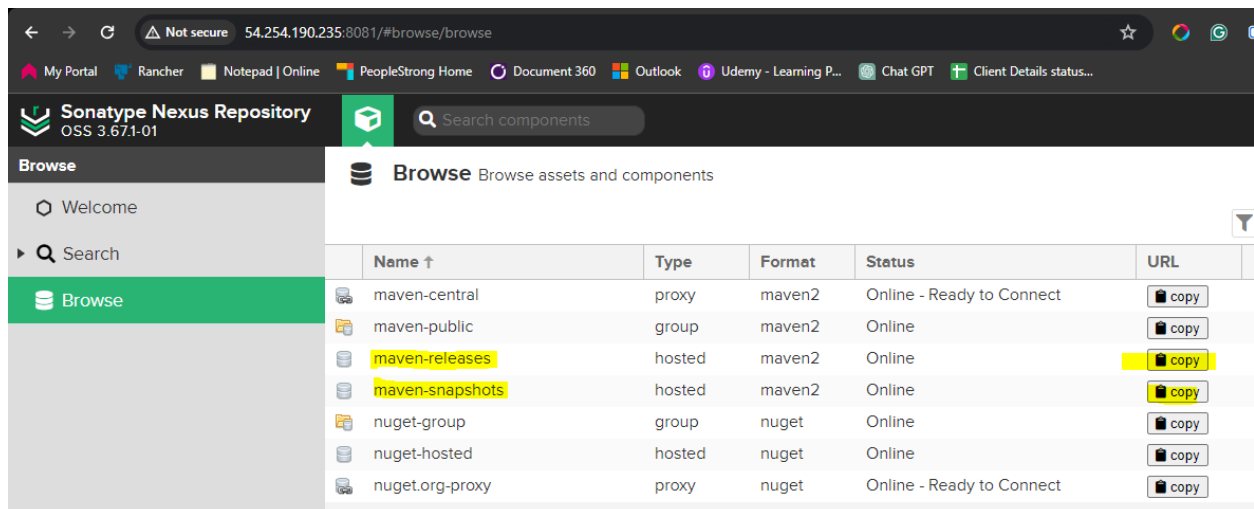 Not secure 54.254.190.235:8081/#browse/browse
My Portal Rancher Notepad | Online PeopleStrong Home Document 360 Outlook Udemy - Learning P... Chat GPT Client Details status...
Sonatype Nexus Repository
OSS 3.67.1-01
Search components
Browse
Welcome
Search
Browse
Browse Browse assets and components
Name ↑ Type Format Status URL
maven-central proxy maven2 Online - Ready to Connect copy
maven-public group maven2 Online copy
maven-releases hosted maven2 Online copy
maven-snapshots hosted maven2 Online copy
nuget-group group nuget Online copy
nuget-hosted hosted nuget Online copy
nuget.org-proxy proxy nuget Online - Ready to Connect copy